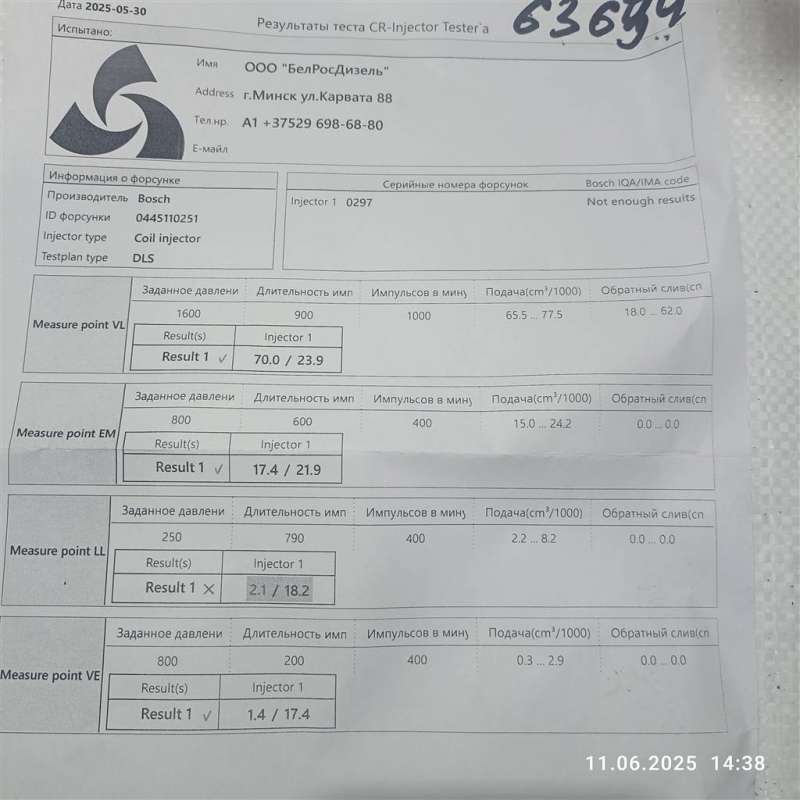 Дата 2025-05-30
Результаты теста CR-Injector Tester`a
Испытано:
Имя ООО "БелРосДизель"
Address г.Минск ул.Карвата 88
Тел.нр. А1 +37529 698-68-80
Е-майл
Информация о форсунке
Производитель Bosch
ID форсунки 0445110251
Injector type Coil injector
Testplan type DLS
Серийные номера форсунок Bosch IQA/IMA code
Injector 1 0297 Not enough results
Measure point VL
Заданное давлени Длительность имп Импульсов в мину Подача(cm³/1000) Обратный слив(сп
1600 900 1000 65.5 ... 77.5 18.0 ... 62.0
Result(s) Injector 1
Result 1 ✓ 70.0 / 23.9
Measure point EM
Заданное давлени Длительность имп Импульсов в мину Подача(cm³/1000) Обратный слив(сп
800 600 400 15.0 ... 24.2 0.0 ... 0.0
Result(s) Injector 1
Result 1 ✓ 17.4 / 21.9
Measure point LL
Заданное давлени Длительность имп Импульсов в мину Подача(cm³/1000) Обратный слив(сп
250 790 400 2.2 ... 8.2 0.0 ... 0.0
Result(s) Injector 1
Result 1 ✕ 2.1 / 18.2
Measure point VE
Заданное давлени Длительность имп Импульсов в мину Подача(cm³/1000) Обратный слив(сп
800 200 400 0.3 ... 2.9 0.0 ... 0.0
Result(s) Injector 1
Result 1 ✓ 1.4 / 17.4
11.06.2025 14:38